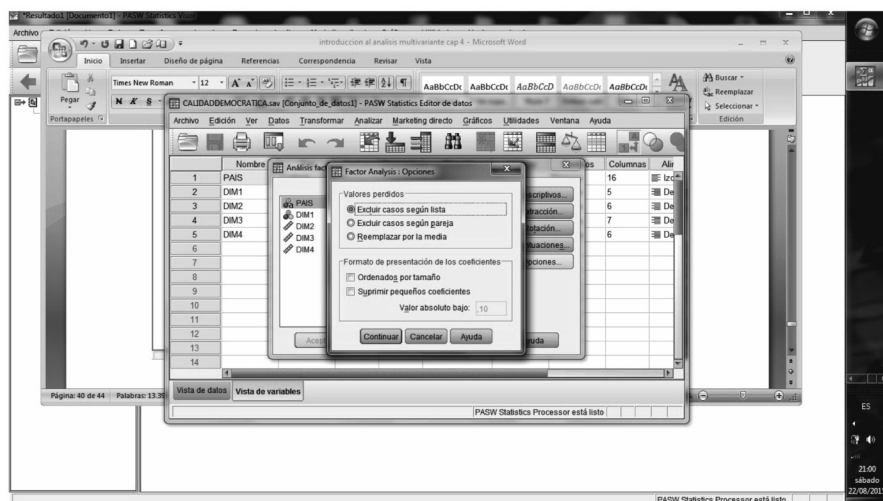 *Resultado1 [Documento1] - PASW Statistics
Archivo
introduccion al analisis multivariante cap 4 - Microsoft Word
Inicio Insertar Diseño de página Referencias Correspondencia Revisar Vista
Pegar
Portapapeles
Times New Roman 12
N K S
AaBbCcDc AaBbCcDc AaBbCcD AaBbCcDc AaBbCcDc
Buscar
Reemplazar
Seleccionar
Edición
CALIDADDEMOCRATICA.sav [Conjunto_de_datos1] - PASW Statistics Editor de datos
Archivo Edición Ver Datos Transformar Analizar Marketing directo Gráficos Utilidades Ventana Ayuda
Nombre Columnas
1 PAIS 16
2 DIM1 5
3 DIM2 6
4 DIM3 7
5 DIM4 6
6
7
8
9
10
11
12
13
14
PAIS
DIM1
DIM2
DIM3
DIM4
Factor Analysis : Opciones
Valores perdidos
Excluir casos según lista
Excluir casos según pareja
Reemplazar por la media
Formato de presentación de los coeficientes
Ordenados por tamaño
Suprimir pequeños coeficientes
Valor absoluto bajo: ,10
Continuar Cancelar Ayuda
Vista de datos Vista de variables
PASW Statistics Processor está listo
Página: 40 de 44 Palabras: 13.39
PASW Statistics Processor está listo
ES
21:00
sábado